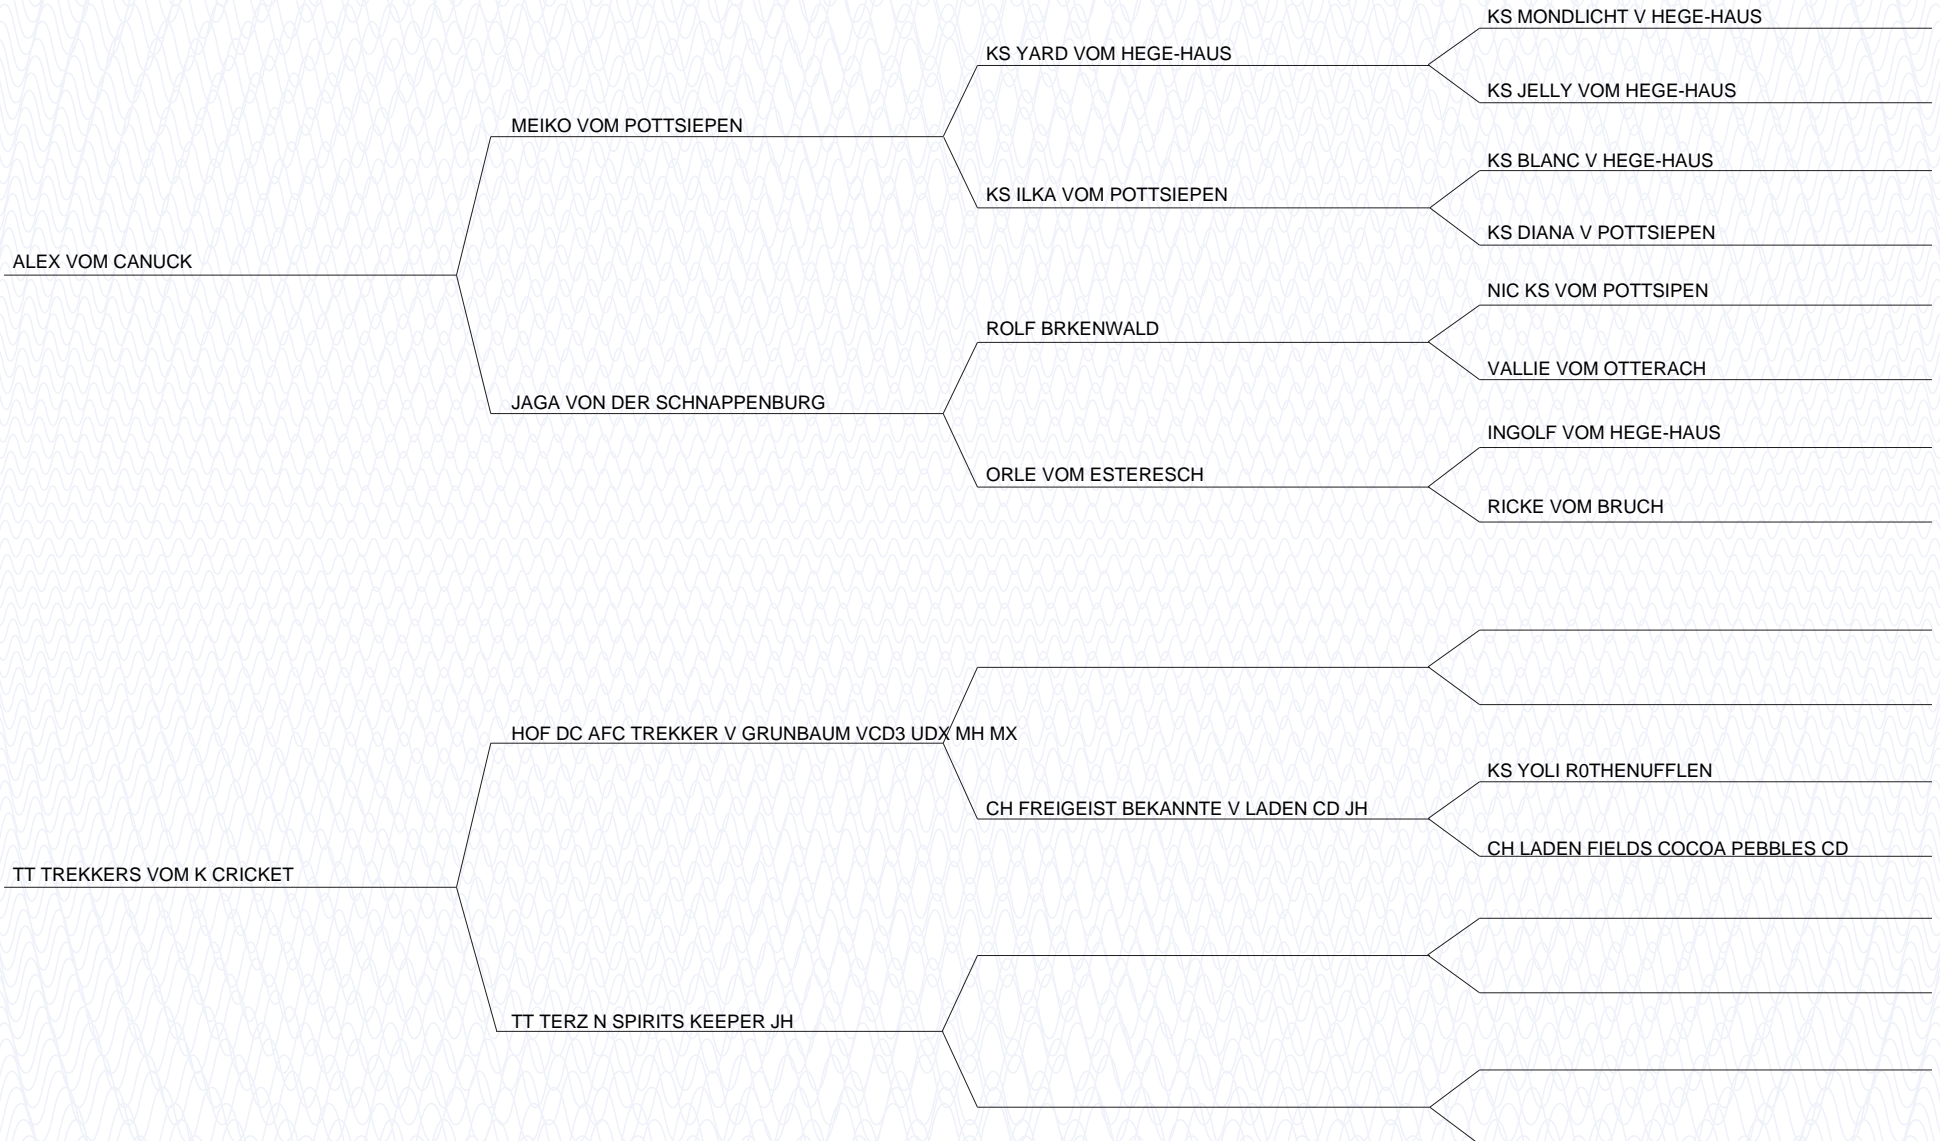 KS MONDLICHT V HEGE-HAUS
KS YARD VOM HEGE-HAUS
KS JELLY VOM HEGE-HAUS
MEIKO VOM POTTSIEPEN
KS BLANC V HEGE-HAUS
KS ILKA VOM POTTSIEPEN
KS DIANA V POTTSIEPEN
ALEX VOM CANUCK
NIC KS VOM POTTSIPEN
ROLF BRKENWALD
VALLIE VOM OTTERACH
JAGA VON DER SCHNAPPENBURG
INGOLF VOM HEGE-HAUS
ORLE VOM ESTERESCH
RICKE VOM BRUCH
HOF DC AFC TREKKER V GRUNBAUM VCD3 UDX MH MX
KS YOLI R0THENUFFLEN
CH FREIGEIST BEKANNTE V LADEN CD JH
CH LADEN FIELDS COCOA PEBBLES CD
TT TREKKERS VOM K CRICKET
TT TERZ N SPIRITS KEEPER JH